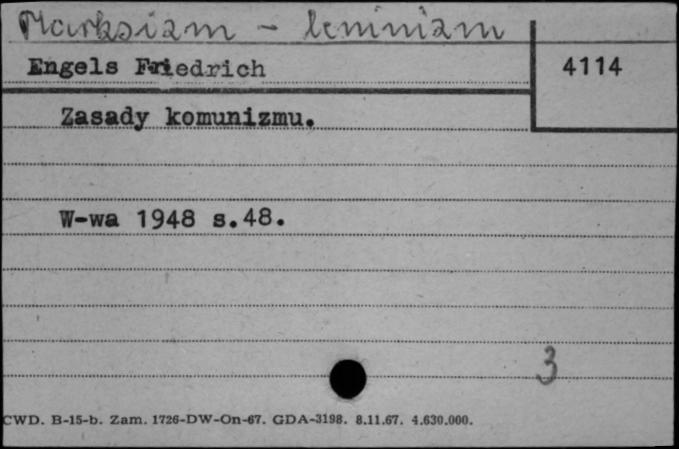 Marksizm - leninizm
Engels Friedrich
4114
Zasady komunizmu.
W-wa 1948 s.48.
3
CWD. B-15-b. Zam. 1726-DW-On-67. GDA-3198. 8.11.67. 4.630.000.